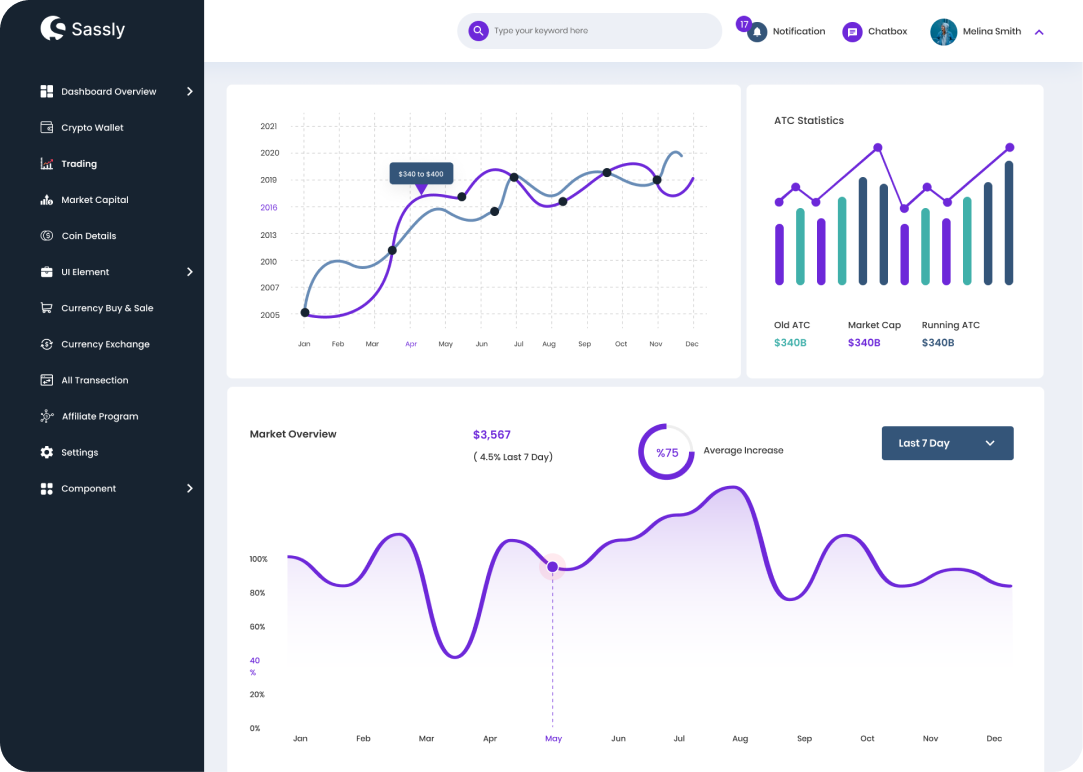 Sassly
Type your keyword here
17
Notification
Chatbox
Melina Smith
Dashboard Overview
Crypto Wallet
Trading
Market Capital
Coin Details
UI Element
Currency Buy & Sale
Currency Exchange
All Transection
Affiliate Program
Settings
Component
2021
2020
2019
2016
2013
2010
2007
2005
$340 to $400
Jan Feb Mar Apr May Jun Jul Aug Sep Oct Nov Dec
ATC Statistics
Old ATC Market Cap Running ATC
$340B $340B $340B
Market Overview
$3,567
( 4.5% Last 7 Day)
%75
Average Increase
Last 7 Day
100%
80%
60%
40
%
20%
0%
Jan Feb Mar Apr May Jun Jul Aug Sep Oct Nov Dec